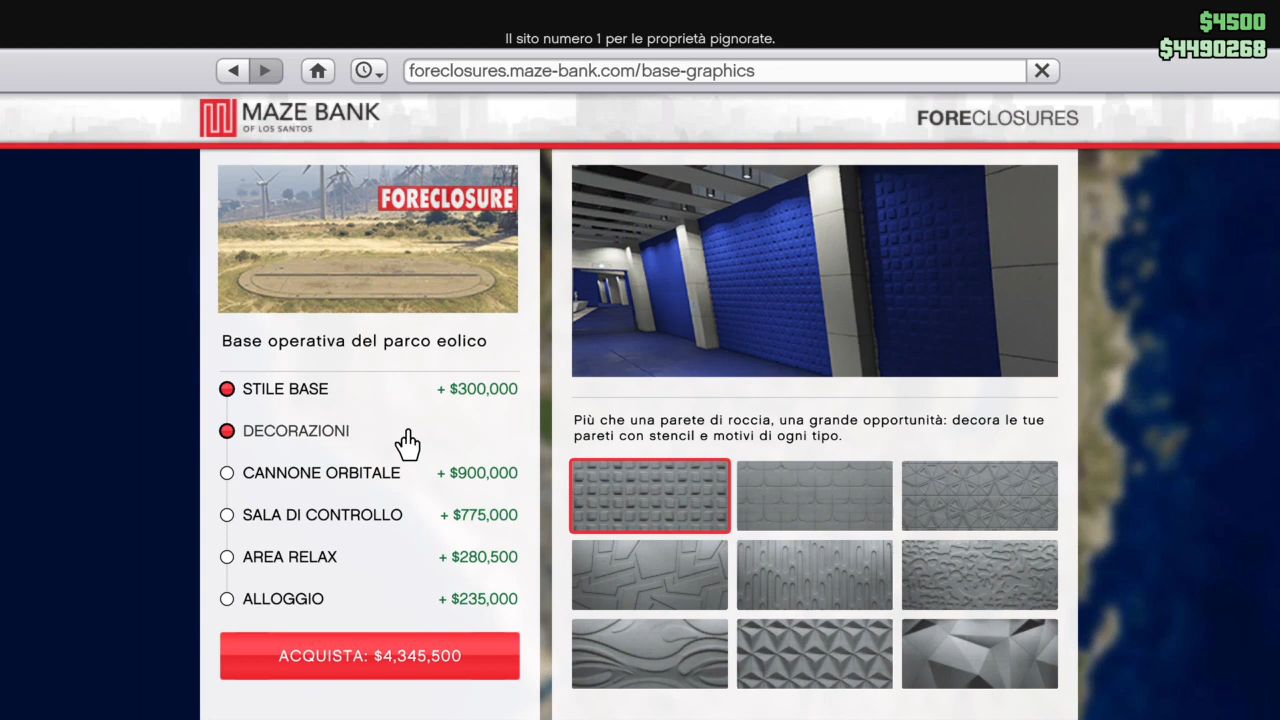 $4500
$4490268
Il sito numero 1 per le proprietà pignorate.
foreclosures.maze-bank.com/base-graphics
MAZE BANK
OF LOS SANTOS
FORECLOSURES
FORECLOSURE
Base operativa del parco eolico
STILE BASE + $300,000
DECORAZIONI
CANNONE ORBITALE + $900,000
SALA DI CONTROLLO + $775,000
AREA RELAX + $280,500
ALLOGGIO + $235,000
ACQUISTA: $4,345,500
Più che una parete di roccia, una grande opportunità: decora le tue
pareti con stencil e motivi di ogni tipo.